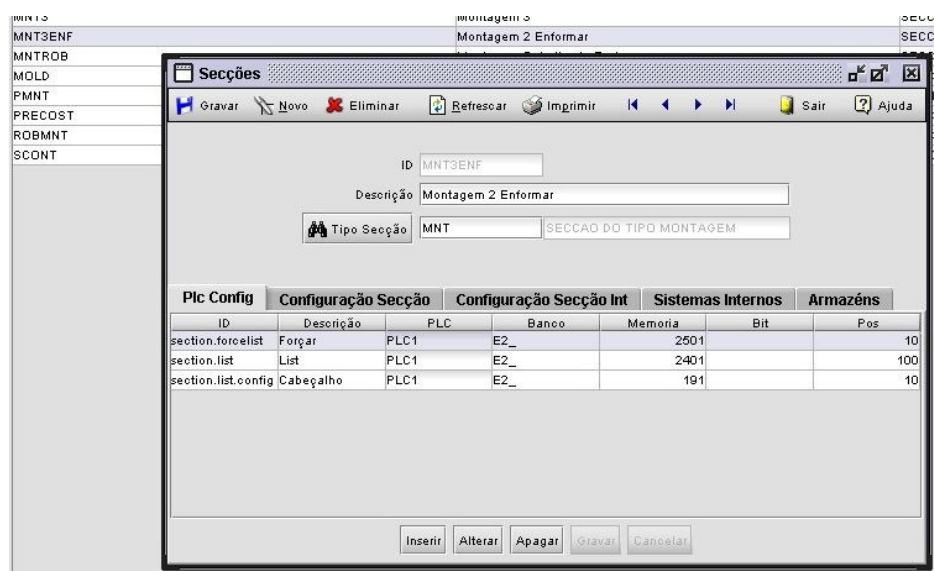 MNT3
Montagem 3
MNT3ENF Montagem 2 Enformar SECC
MNTROB
MOLD
PMNT
PRECOST
ROBMNT
SCONT
Secções
Gravar Novo Eliminar Refrescar Imprimir Sair Ajuda
ID MNT3ENF
Descrição Montagem 2 Enformar
Tipo Secção MNT SECCAO DO TIPO MONTAGEM
Plc Config Configuração Secção Configuração Secção Int Sistemas Internos Armazéns
ID Descrição PLC Banco Memoria Bit Pos
section.forcelist Forçar PLC1 E2_ 2501 10
section.list List PLC1 E2_ 2401 100
section.list.config Cabeçalho PLC1 E2_ 191 10
Inserir Alterar Apagar Gravar Cancelar